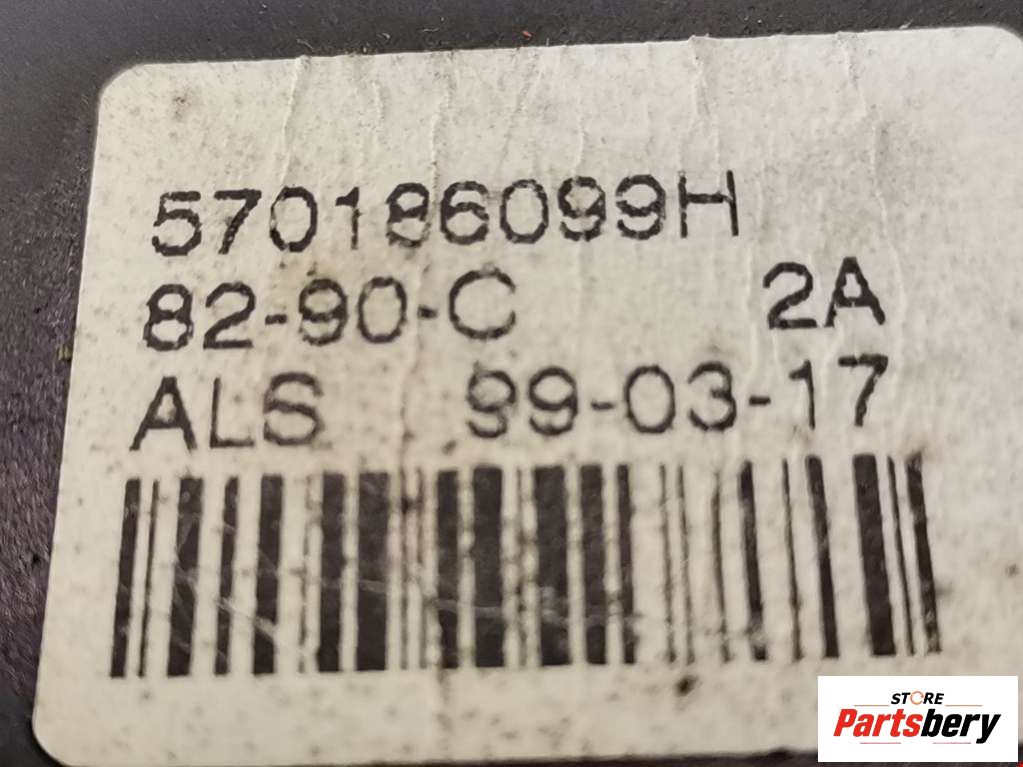 570186099H
82-90-C 2A
ALS 99-03-17
STORE
Partsbery